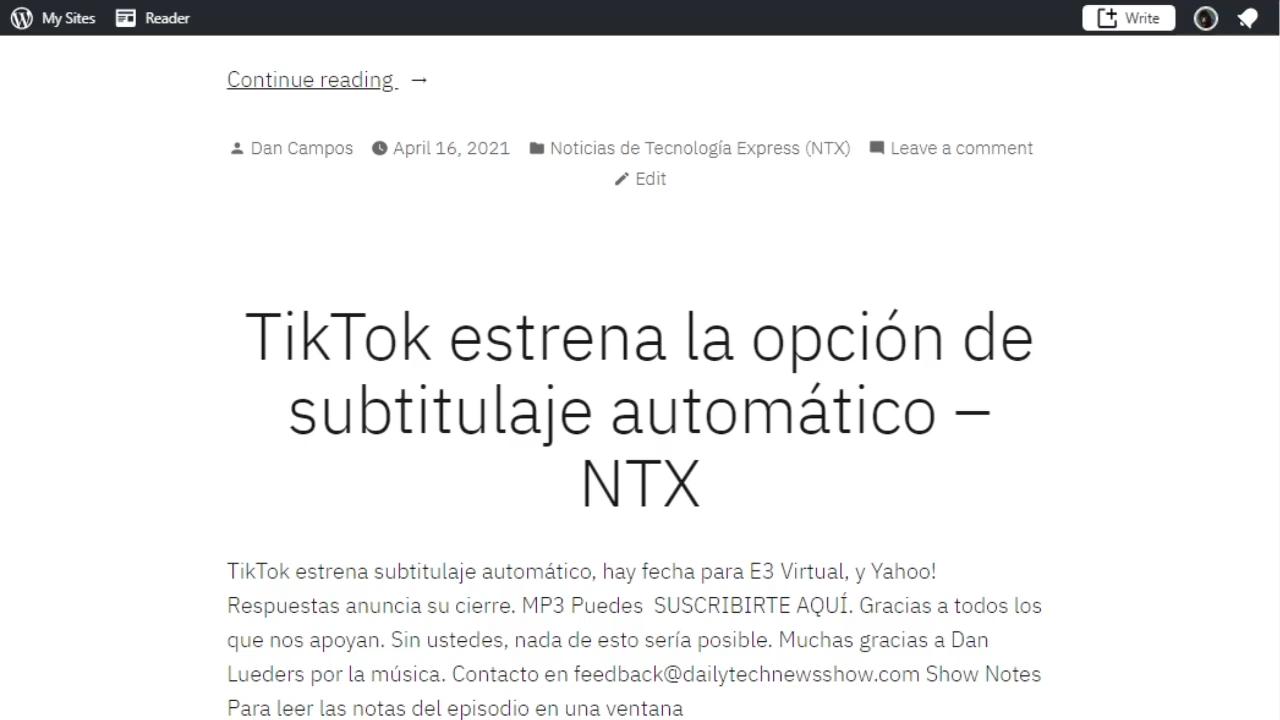 My Sites Reader Write
Continue reading →
Dan Campos April 16, 2021 Noticias de Tecnología Express (NTX) Leave a comment
Edit
TikTok estrena la opción de
subtitulaje automático –
NTX
TikTok estrena subtitulaje automático, hay fecha para E3 Virtual, y Yahoo!
Respuestas anuncia su cierre. MP3 Puedes  SUSCRIBIRTE AQUÍ. Gracias a todos los
que nos apoyan. Sin ustedes, nada de esto sería posible. Muchas gracias a Dan
Lueders por la música. Contacto en feedback@dailytechnewsshow.com Show Notes
Para leer las notas del episodio en una ventana